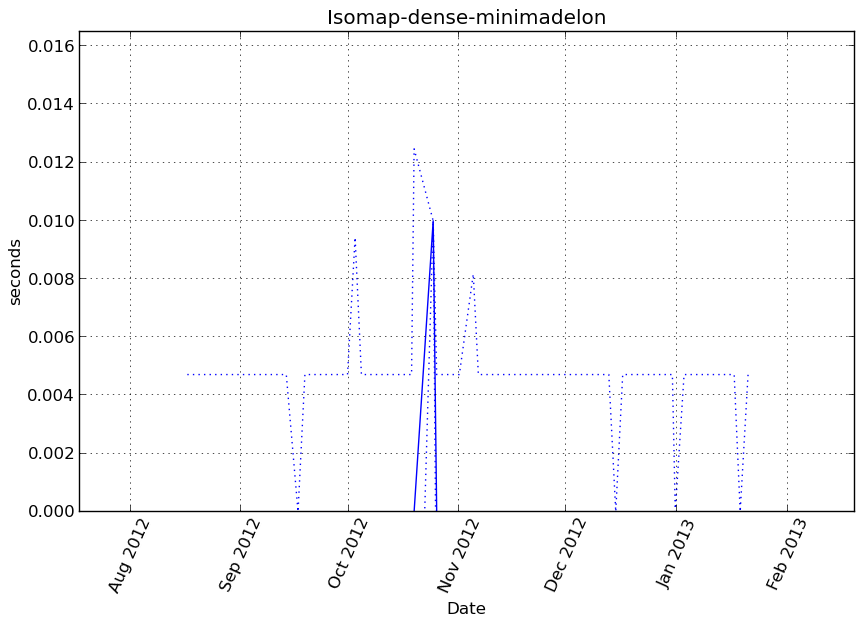 Isomap-dense-minimadelon
0.016
0.014
0.012
0.010
0.008
0.006
0.004
0.002
0.000
seconds
Aug 2012
Sep 2012
Oct 2012
Nov 2012
Dec 2012
Jan 2013
Feb 2013
Date